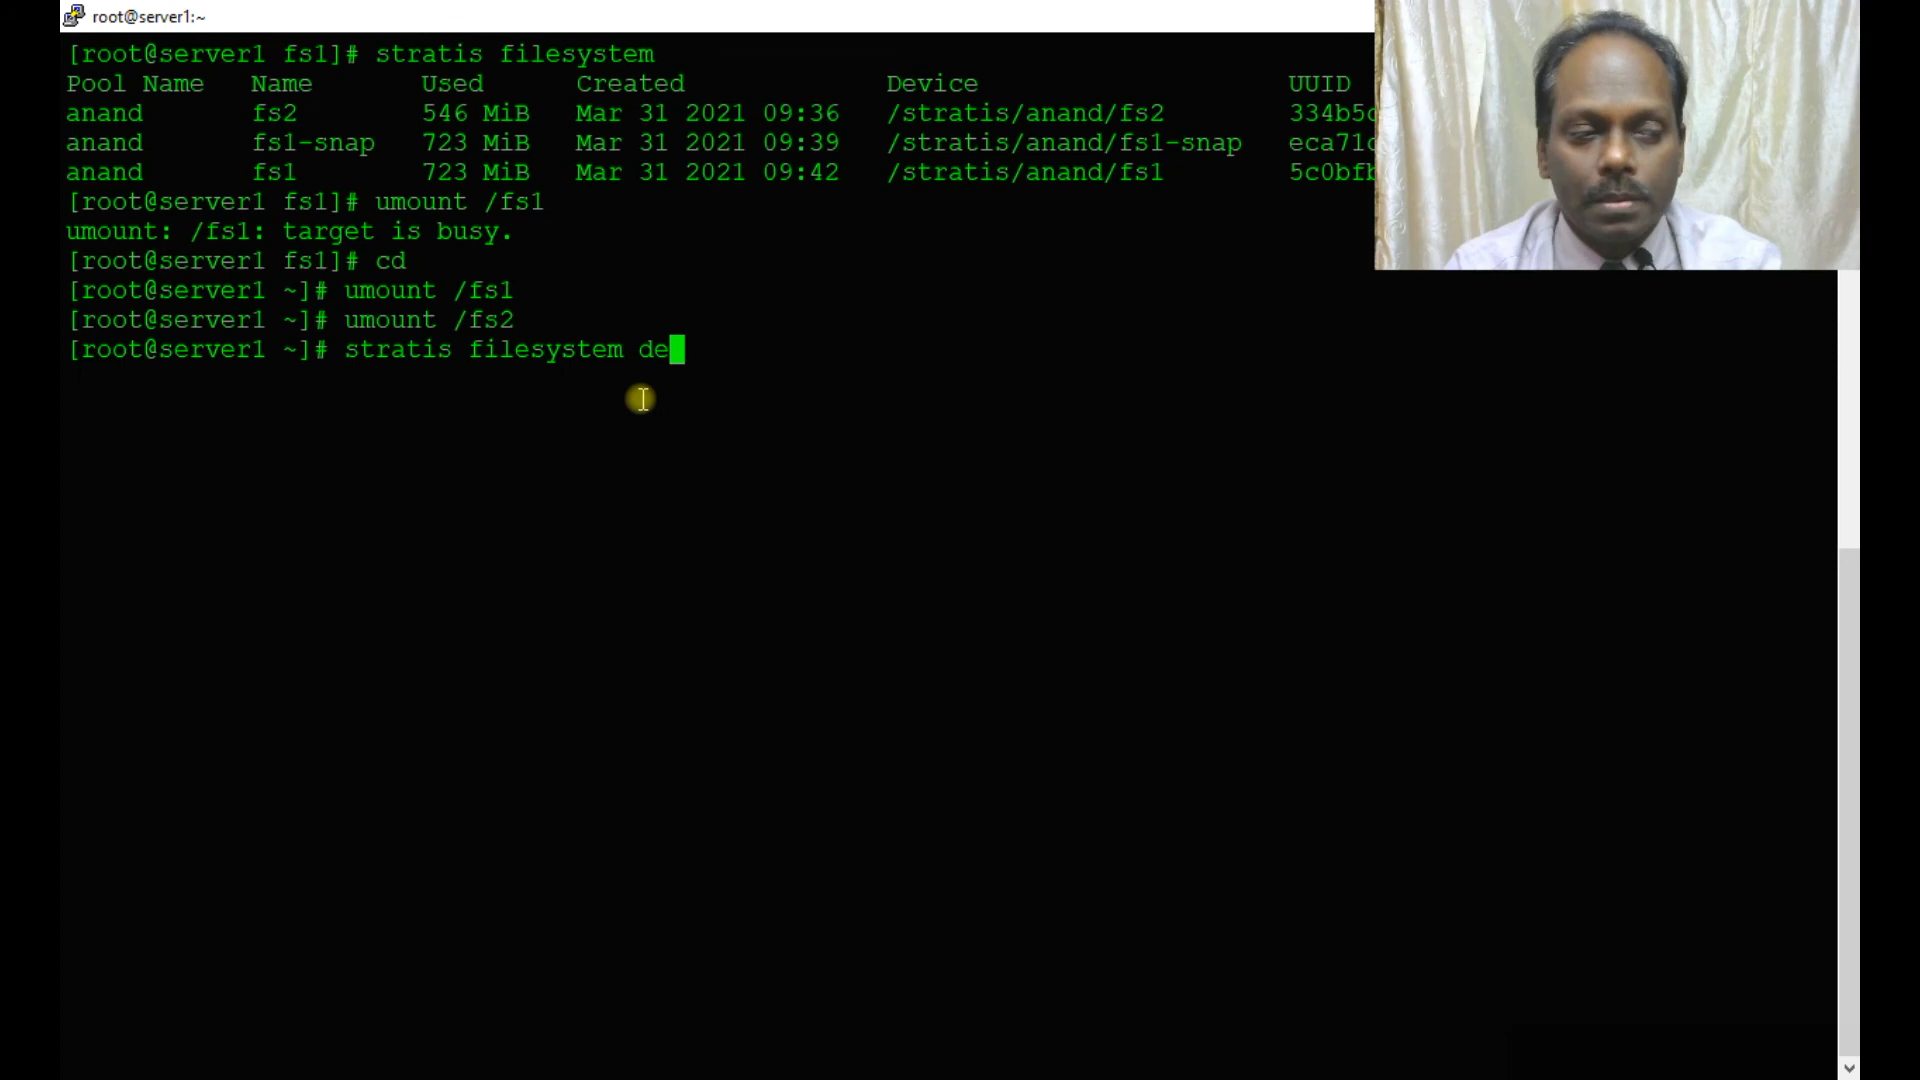 root@server1:~
[root@server1 fs1]# stratis filesystem
Pool Name Name Used Created Device UUID
anand fs2 546 MiB Mar 31 2021 09:36 /stratis/anand/fs2 334b5
anand fs1-snap 723 MiB Mar 31 2021 09:39 /stratis/anand/fs1-snap eca71
anand fs1 723 MiB Mar 31 2021 09:42 /stratis/anand/fs1 5c0bf
[root@server1 fs1]# umount /fs1
umount: /fs1: target is busy.
[root@server1 fs1]# cd
[root@server1 ~]# umount /fs1
[root@server1 ~]# umount /fs2
[root@server1 ~]# stratis filesystem de